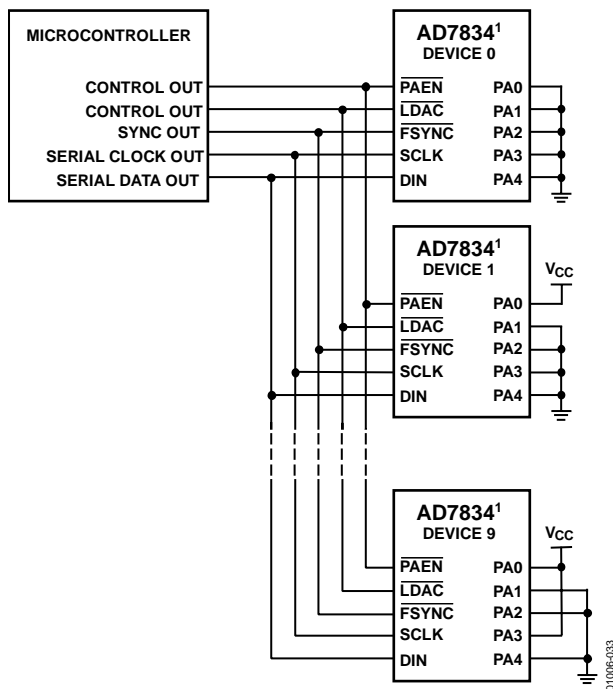 MICROCONTROLLER
CONTROL OUT
CONTROL OUT
SYNC OUT
SERIAL CLOCK OUT
SERIAL DATA OUT
AD7834¹
DEVICE 0
PAEN PA0
LDAC PA1
FSYNC PA2
SCLK PA3
DIN PA4
AD7834¹
DEVICE 1
VCC
PAEN PA0
LDAC PA1
FSYNC PA2
SCLK PA3
DIN PA4
AD7834¹
DEVICE 9
VCC
PAEN PA0
LDAC PA1
FSYNC PA2
SCLK PA3
DIN PA4
01006-033